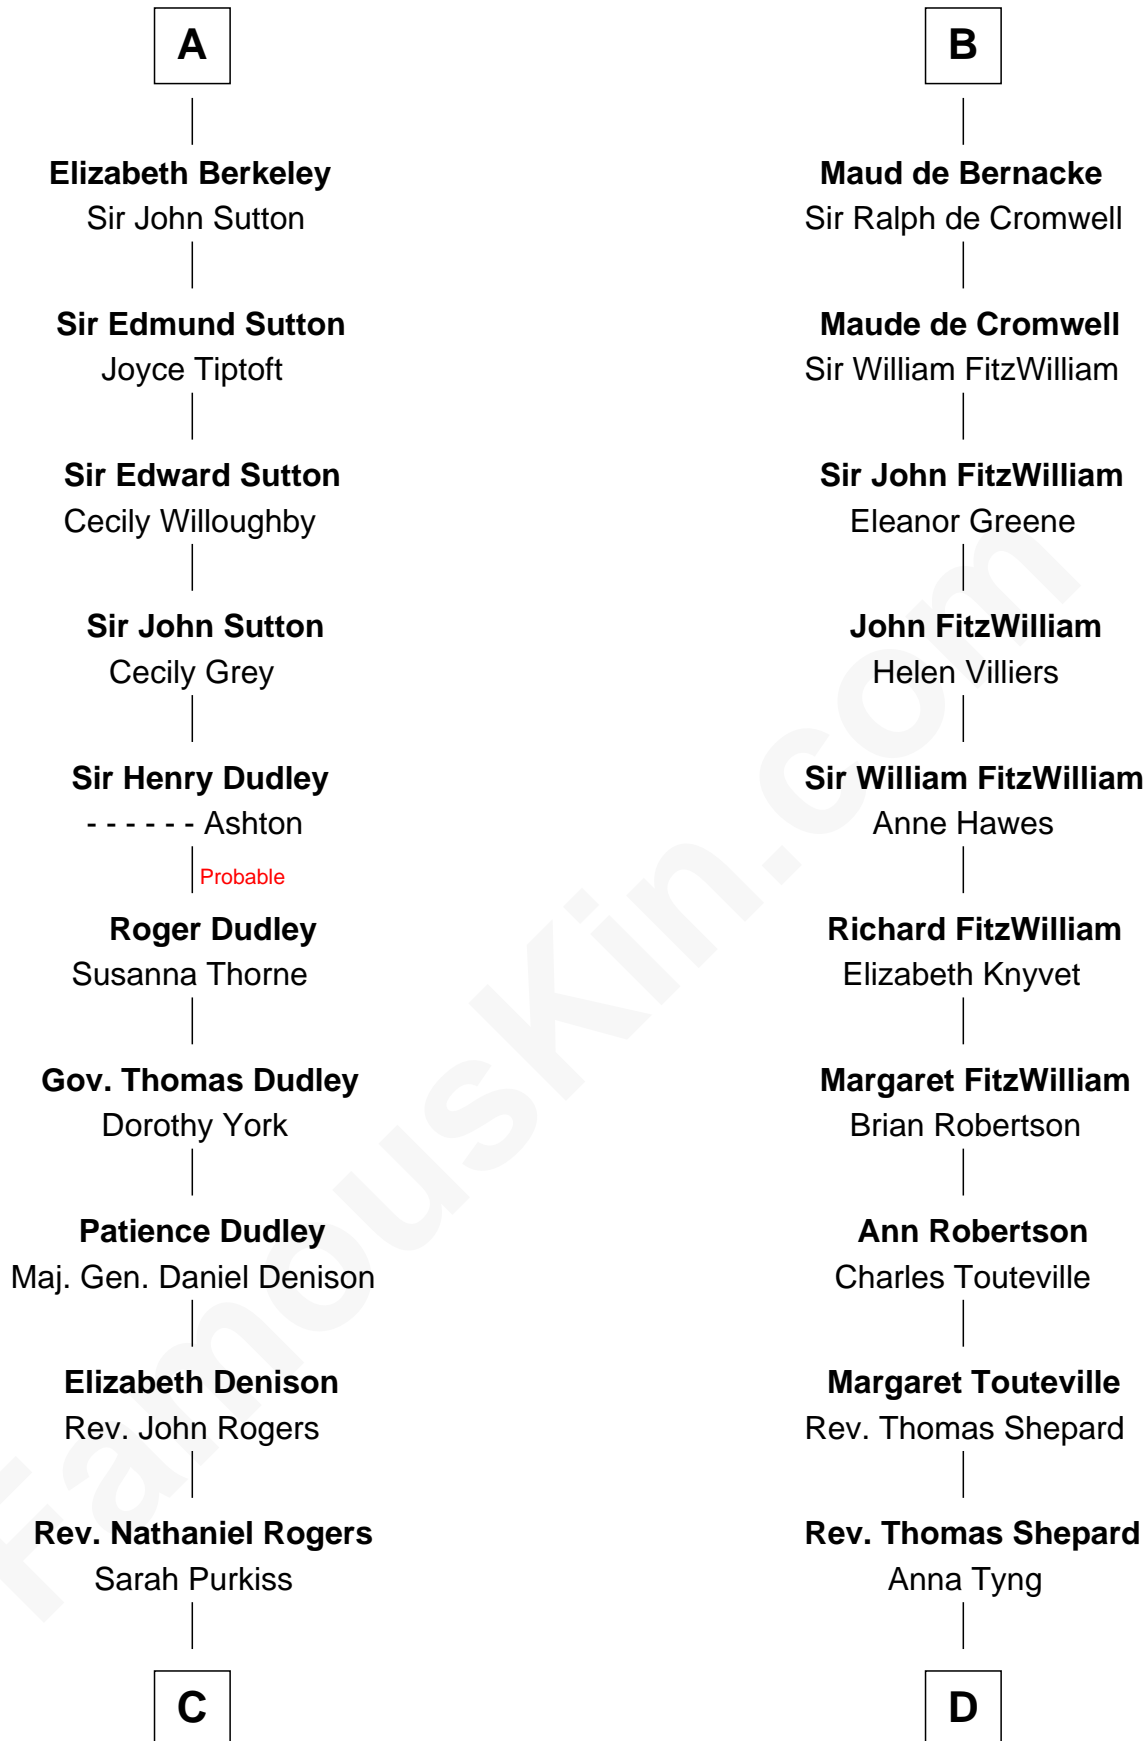 A
Elizabeth Berkeley
Sir John Sutton
Sir Edmund Sutton
Joyce Tiptoft
Sir Edward Sutton
Cecily Willoughby
Sir John Sutton
Cecily Grey
Sir Henry Dudley
- - - - - - Ashton
Probable
Roger Dudley
Susanna Thorne
Gov. Thomas Dudley
Dorothy York
Patience Dudley
Maj. Gen. Daniel Denison
Elizabeth Denison
Rev. John Rogers
Rev. Nathaniel Rogers
Sarah Purkiss
C
B
Maud de Bernacke
Sir Ralph de Cromwell
Maude de Cromwell
Sir William FitzWilliam
Sir John FitzWilliam
Eleanor Greene
John FitzWilliam
Helen Villiers
Sir William FitzWilliam
Anne Hawes
Richard FitzWilliam
Elizabeth Knyvet
Margaret FitzWilliam
Brian Robertson
Ann Robertson
Charles Touteville
Margaret Touteville
Rev. Thomas Shepard
Rev. Thomas Shepard
Anna Tyng
D
FamousKin.com